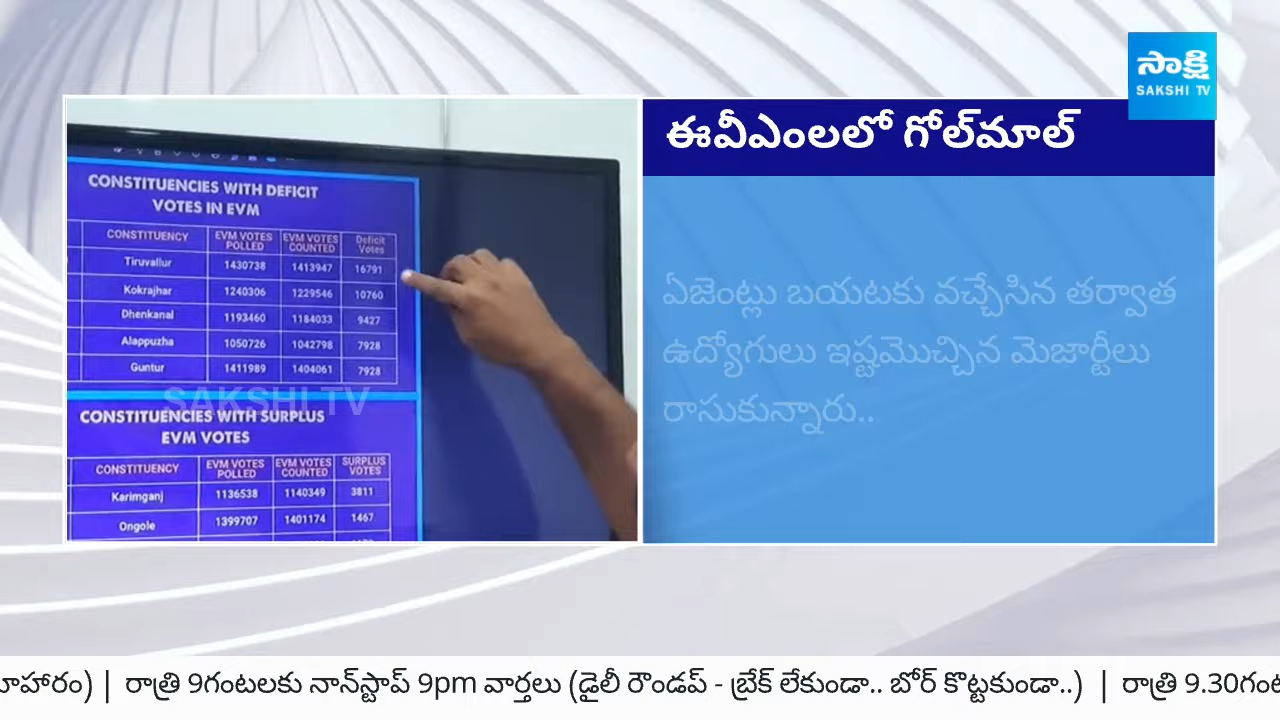 సాక్షి
SAKSHI TV
ఈవీఎంలలో గోల్‌మాల్
CONSTITUENCIES WITH DEFICIT
VOTES IN EVM
CONSTITUENCY EVM VOTES POLLED EVM VOTES COUNTED Deficit Votes
Tiruvallur 1430738 1413947 16791
Kokrajhar 1240306 1229546 10760
Dhenkanal 1193460 1184033 9427
Alappuzha 1050726 1042798 7928
Guntur 1411989 1404061 7928
SAKSHI TV
CONSTITUENCIES WITH SURPLUS
EVM VOTES
CONSTITUENCY EVM VOTES POLLED EVM VOTES COUNTED SURPLUS VOTES
Karimganj 1136538 1140349 3811
Ongole 1399707 1401174 1467
ఏజెంట్లు బయటకు వచ్చేసిన తర్వాత
ఉద్యోగులు ఇష్టమొచ్చిన మెజార్టీలు
రాసుకున్నారు..
హారం) | రాత్రి 9గంటలకు నాన్‌స్టాప్ 9pm వార్తలు (డైలీ రౌండప్ - బ్రేక్ లేకుండా.. బోర్ కొట్టకుండా..) | రాత్రి 9.30గంట